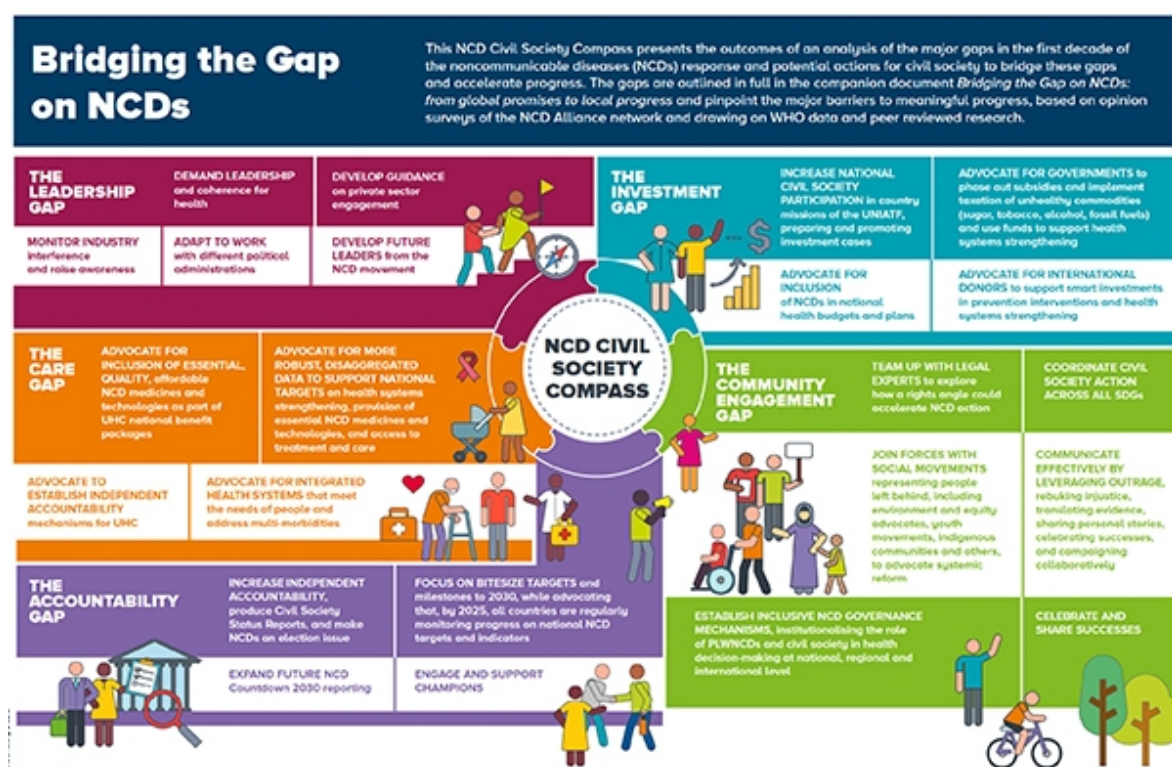 Bridging the Gap
on NCDs
This NCD Civil Society Compass presents the outcomes of an analysis of the major gaps in the first decade of
the noncommunicable diseases (NCDs) response and potential actions for civil society to bridge these gaps
and accelerate progress. The gaps are outlined in full in the companion document Bridging the Gap on NCDs:
from global promises to local progress and pinpoint the major barriers to meaningful progress, based on opinion
surveys of the NCD Alliance network and drawing on WHO data and peer reviewed research.
THE
LEADERSHIP
GAP
DEMAND LEADERSHIP
and coherence for
health
DEVELOP GUIDANCE
on private sector
engagement
MONITOR INDUSTRY
interference
and raise awareness
ADAPT TO WORK
with different political
administrations
DEVELOP FUTURE
LEADERS from the
NCD movement
THE
INVESTMENT
GAP
INCREASE NATIONAL
CIVIL SOCIETY
PARTICIPATION in country
missions of the UNIATF,
preparing and promoting
investment cases
ADVOCATE FOR GOVERNMENTS to
phase out subsidies and implement
taxation of unhealthy commodities
(sugar, tobacco, alcohol, fossil fuels)
and use funds to support health
systems strengthening
$
ADVOCATE FOR
INCLUSION
of NCDs in national
health budgets and plans
ADVOCATE FOR INTERNATIONAL
DONORS to support smart investments
in prevention interventions and health
systems strengthening
NCD CIVIL
SOCIETY
COMPASS
THE
CARE
GAP
ADVOCATE FOR
INCLUSION OF ESSENTIAL,
QUALITY, affordable
NCD medicines and
technologies as part of
UHC national benefit
packages
ADVOCATE FOR MORE
ROBUST, DISAGGREGATED
DATA TO SUPPORT NATIONAL
TARGETS on health systems
strengthening, provision of
essential NCD medicines and
technologies, and access to
treatment and care
ADVOCATE TO
ESTABLISH INDEPENDENT
ACCOUNTABILITY
mechanisms for UHC
ADVOCATE FOR INTEGRATED
HEALTH SYSTEMS that meet
the needs of people and
address multi-morbidities
THE
COMMUNITY
ENGAGEMENT
GAP
TEAM UP WITH LEGAL
EXPERTS to explore
how a rights angle could
accelerate NCD action
COORDINATE CIVIL
SOCIETY ACTION
ACROSS ALL SDGs
JOIN FORCES WITH
SOCIAL MOVEMENTS
representing people
left behind, including
environment and equity
advocates, youth
movements, indigenous
communities and others,
to advocate systemic
reform
COMMUNICATE
EFFECTIVELY BY
LEVERAGING OUTRAGE,
rebuking injustice,
translating evidence,
sharing personal stories,
celebrating successes,
and campaigning
collaboratively
ESTABLISH INCLUSIVE NCD GOVERNANCE
MECHANISMS, institutionalising the role
of PLWNCDs and civil society in health
decision-making at national, regional and
international level
CELEBRATE AND
SHARE SUCCESSES
THE
ACCOUNTABILITY
GAP
INCREASE INDEPENDENT
ACCOUNTABILITY,
produce Civil Society
Status Reports, and make
NCDs an election issue
FOCUS ON BITESIZE TARGETS and
milestones to 2030, while advocating
that, by 2025, all countries are regularly
monitoring progress on national NCD
targets and indicators
EXPAND FUTURE NCD
Countdown 2030 reporting
ENGAGE AND SUPPORT
CHAMPIONS